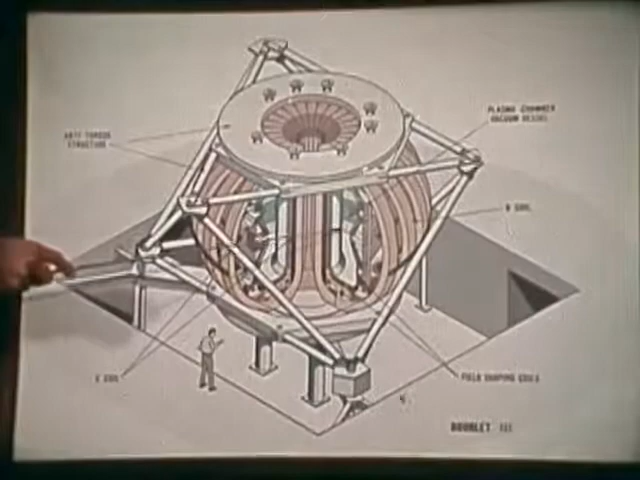 PLASMA CHAMBER
VACUUM VESSEL
ANTI TORQUE
STRUCTURE
B COIL
E COIL
FIELD SHAPING COILS
DOUBLET III